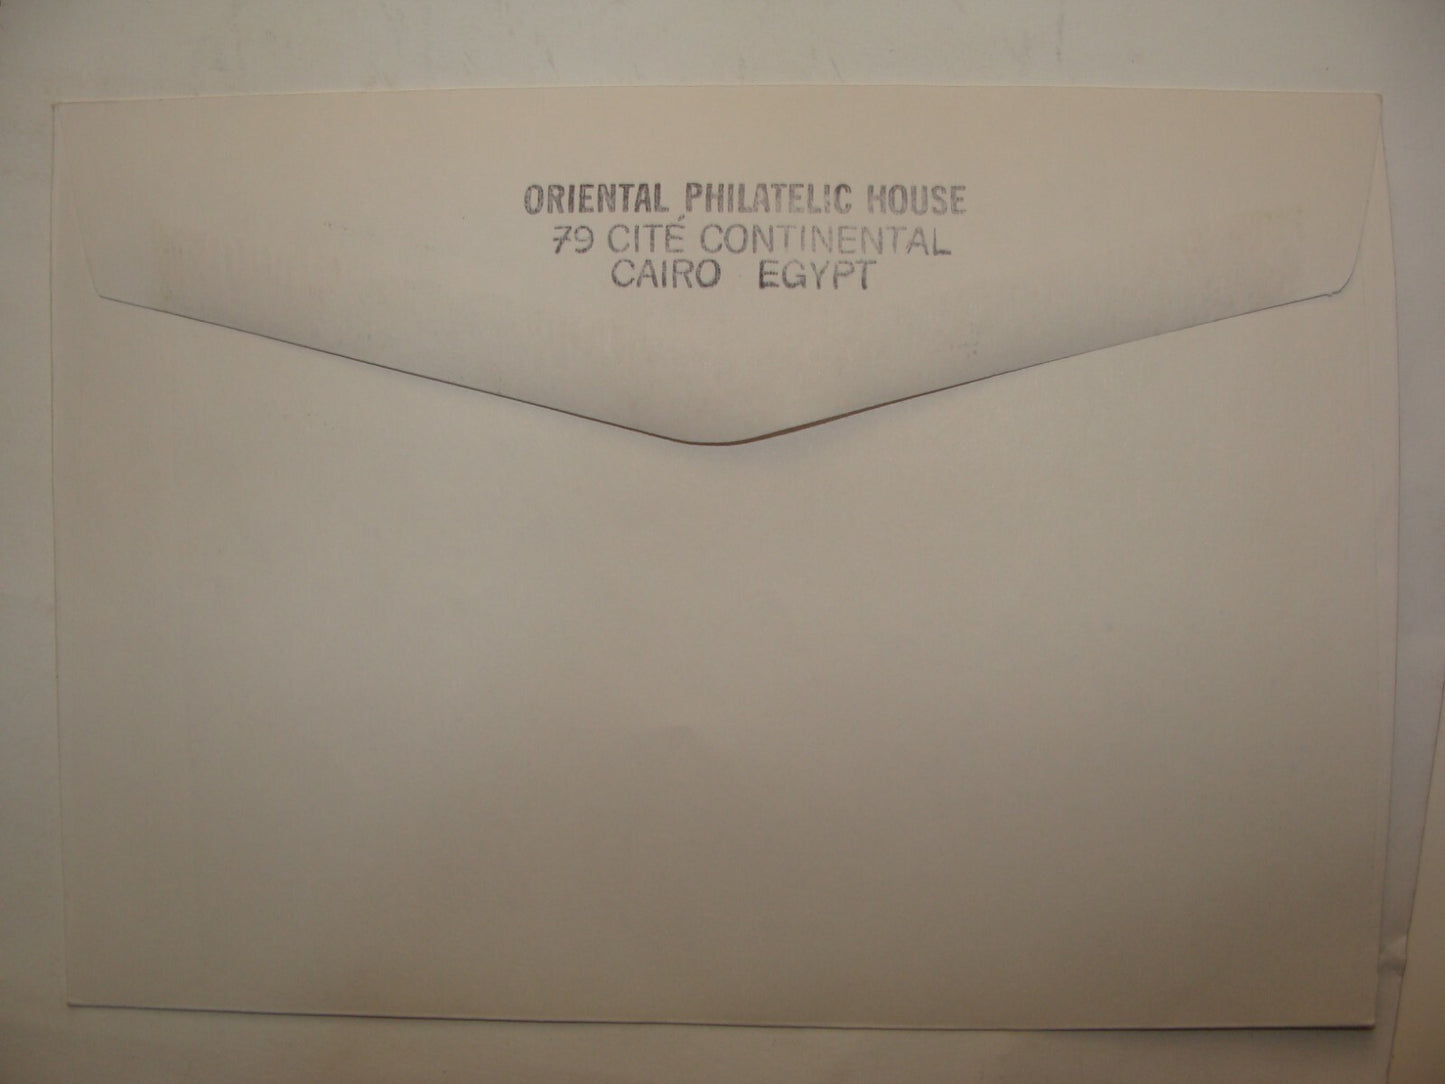 ORIENTAL PHILATELIC HOUSE
79 CITÉ CONTINENTAL
CAIRO EGYPT